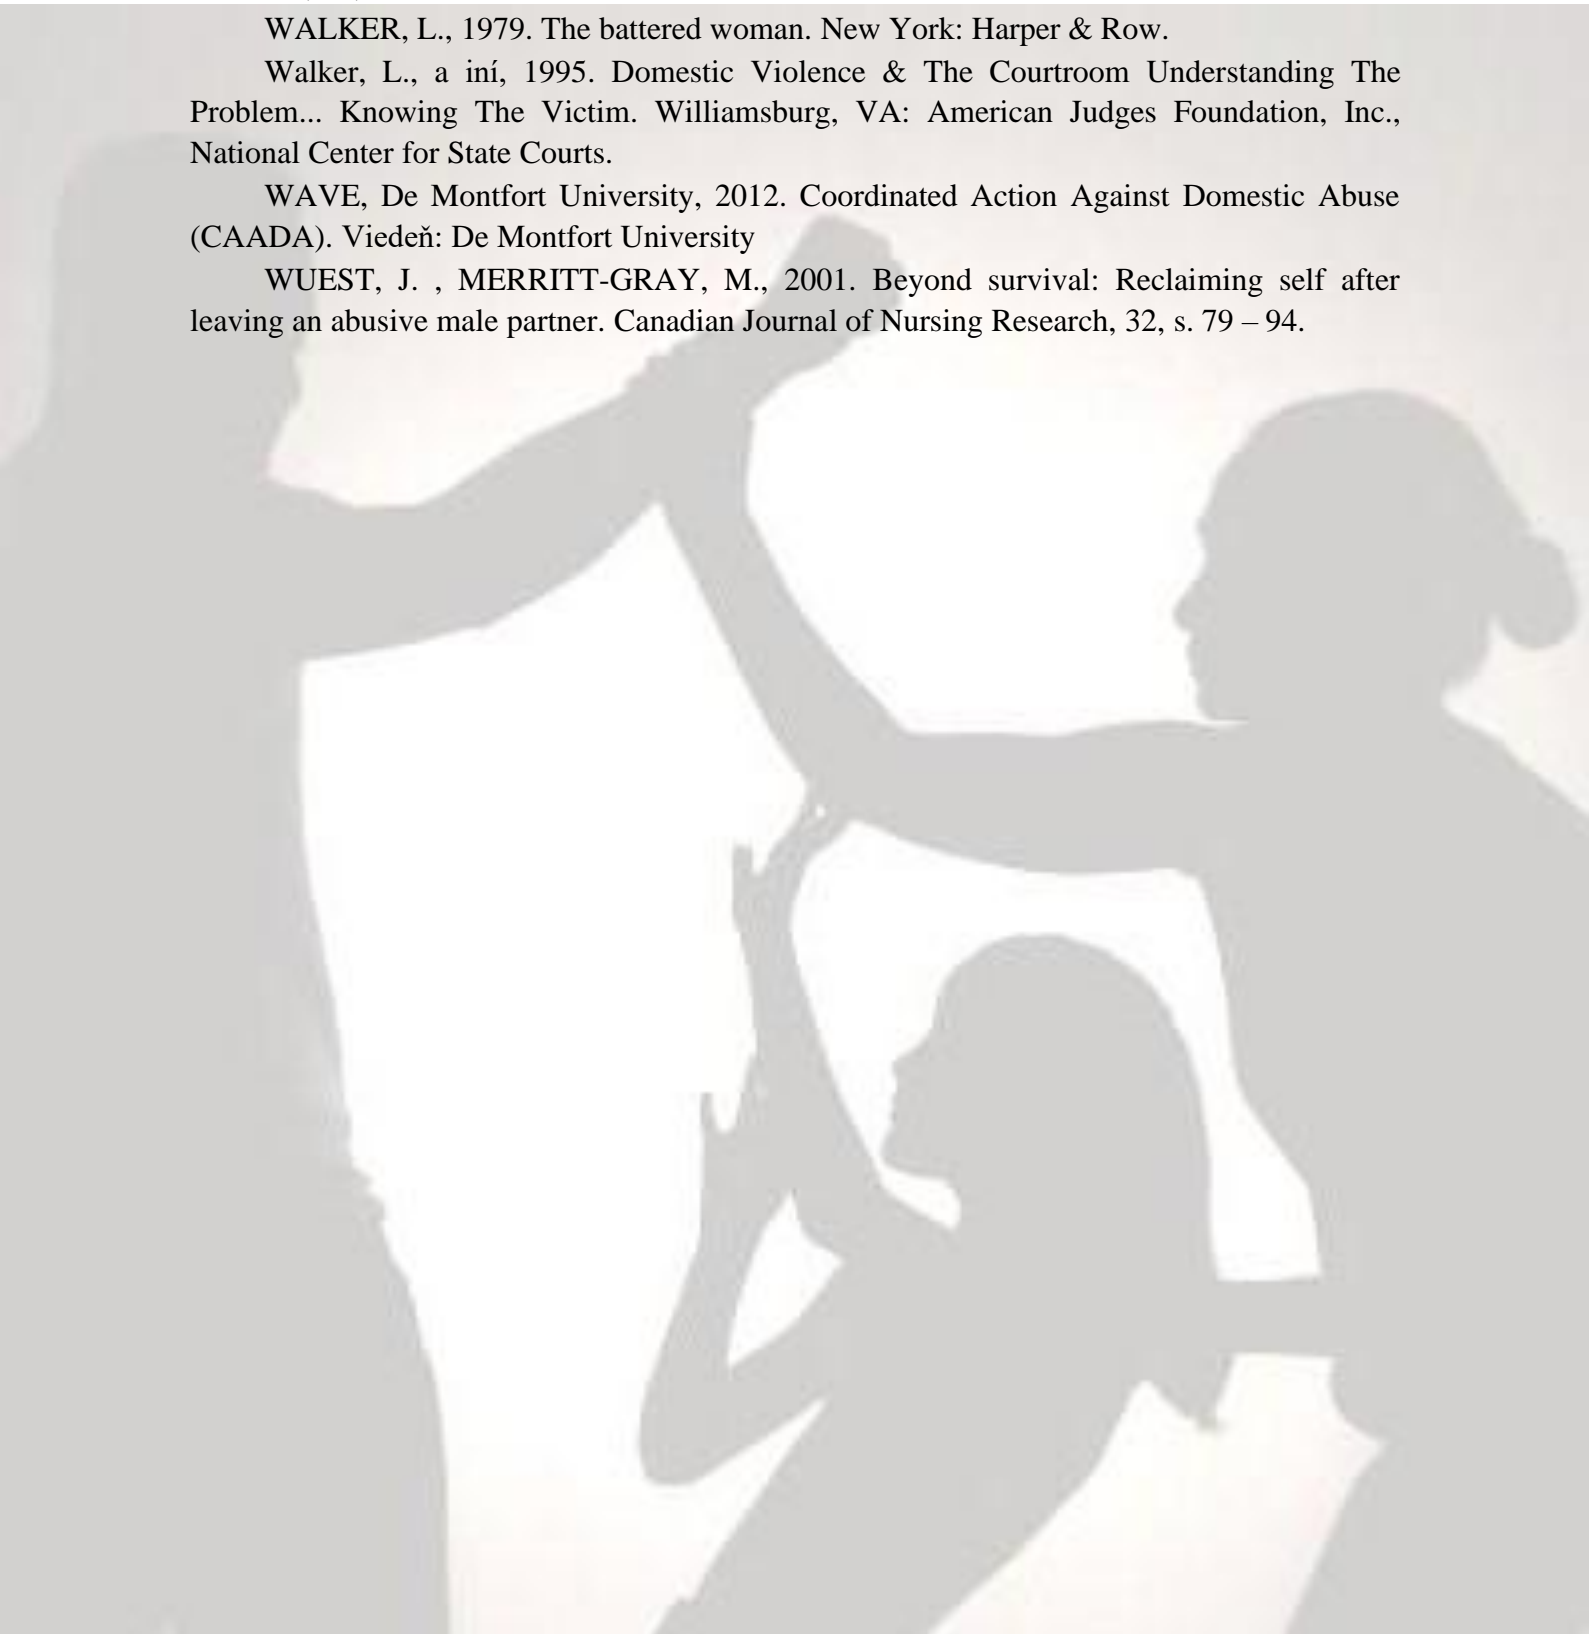 WALKER, L., 1979. The battered woman. New York: Harper & Row.
Walker, L., a iní, 1995. Domestic Violence & The Courtroom Understanding The
Problem... Knowing The Victim. Williamsburg, VA: American Judges Foundation, Inc.,
National Center for State Courts.
WAVE, De Montfort University, 2012. Coordinated Action Against Domestic Abuse
(CAADA). Viedeň: De Montfort University
WUEST, J. , MERRITT-GRAY, M., 2001. Beyond survival: Reclaiming self after
leaving an abusive male partner. Canadian Journal of Nursing Research, 32, s. 79 – 94.